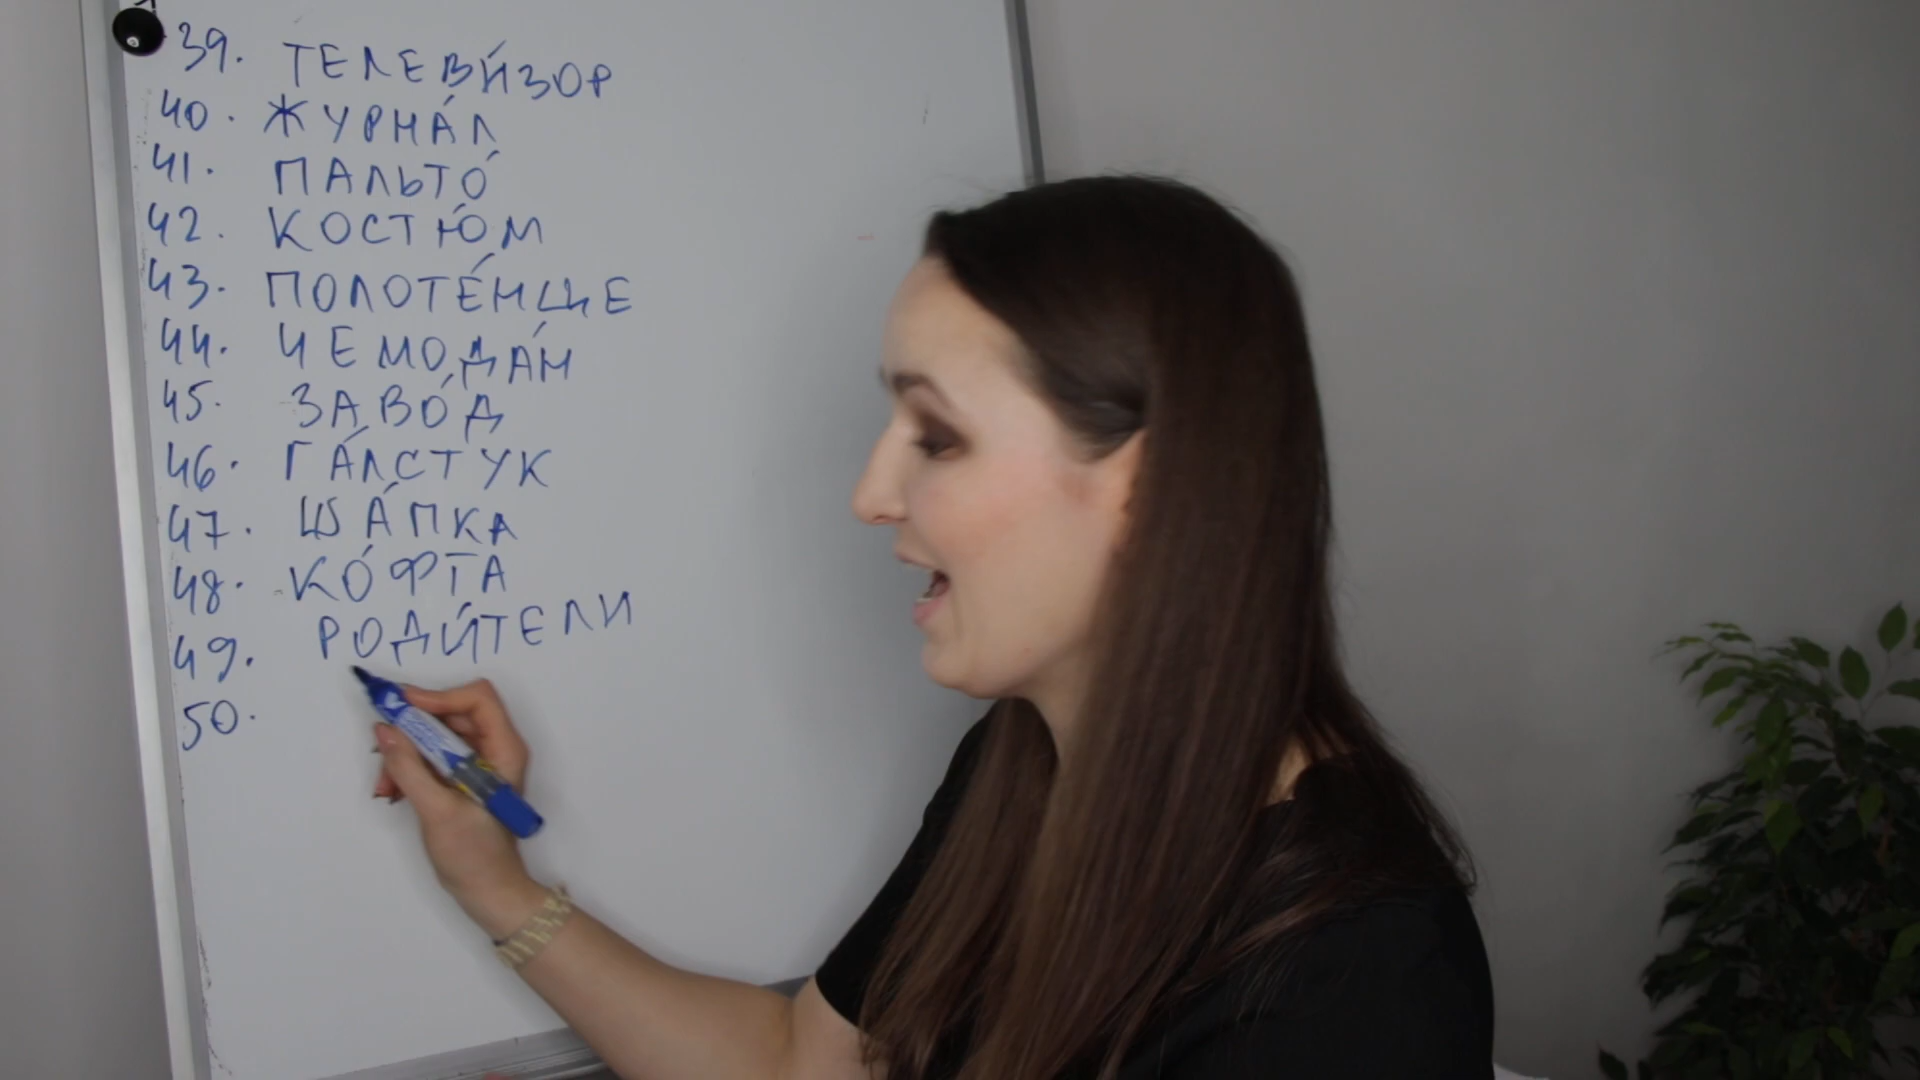 39. ТЕЛЕВИ́ЗОР
40. ЖУРНА́Л
41. ПАЛЬТО́
42. КОСТЮ́М
43. ПОЛОТЕ́НЦЕ
44. ЧЕМОДА́Н
45. ЗАВО́Д
46. ГА́ЛСТУК
47. ША́ПКА
48. КО́ФТА
49. РОДИ́ТЕЛИ
50.